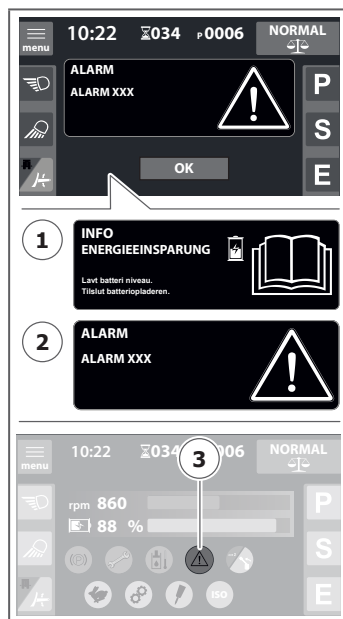 menu 10:22 034 P0006 NORMAL
ALARM
ALARM XXX
P
S
OK
E
1
INFO
ENERGIEEINSPARUNG
Lavt batteri niveau.
Tilslut batteriopladeren.
2
ALARM
ALARM XXX
menu 10:22 034 006 NORMAL
3
rpm 860
P
88 %
(P)
S
ISO
E